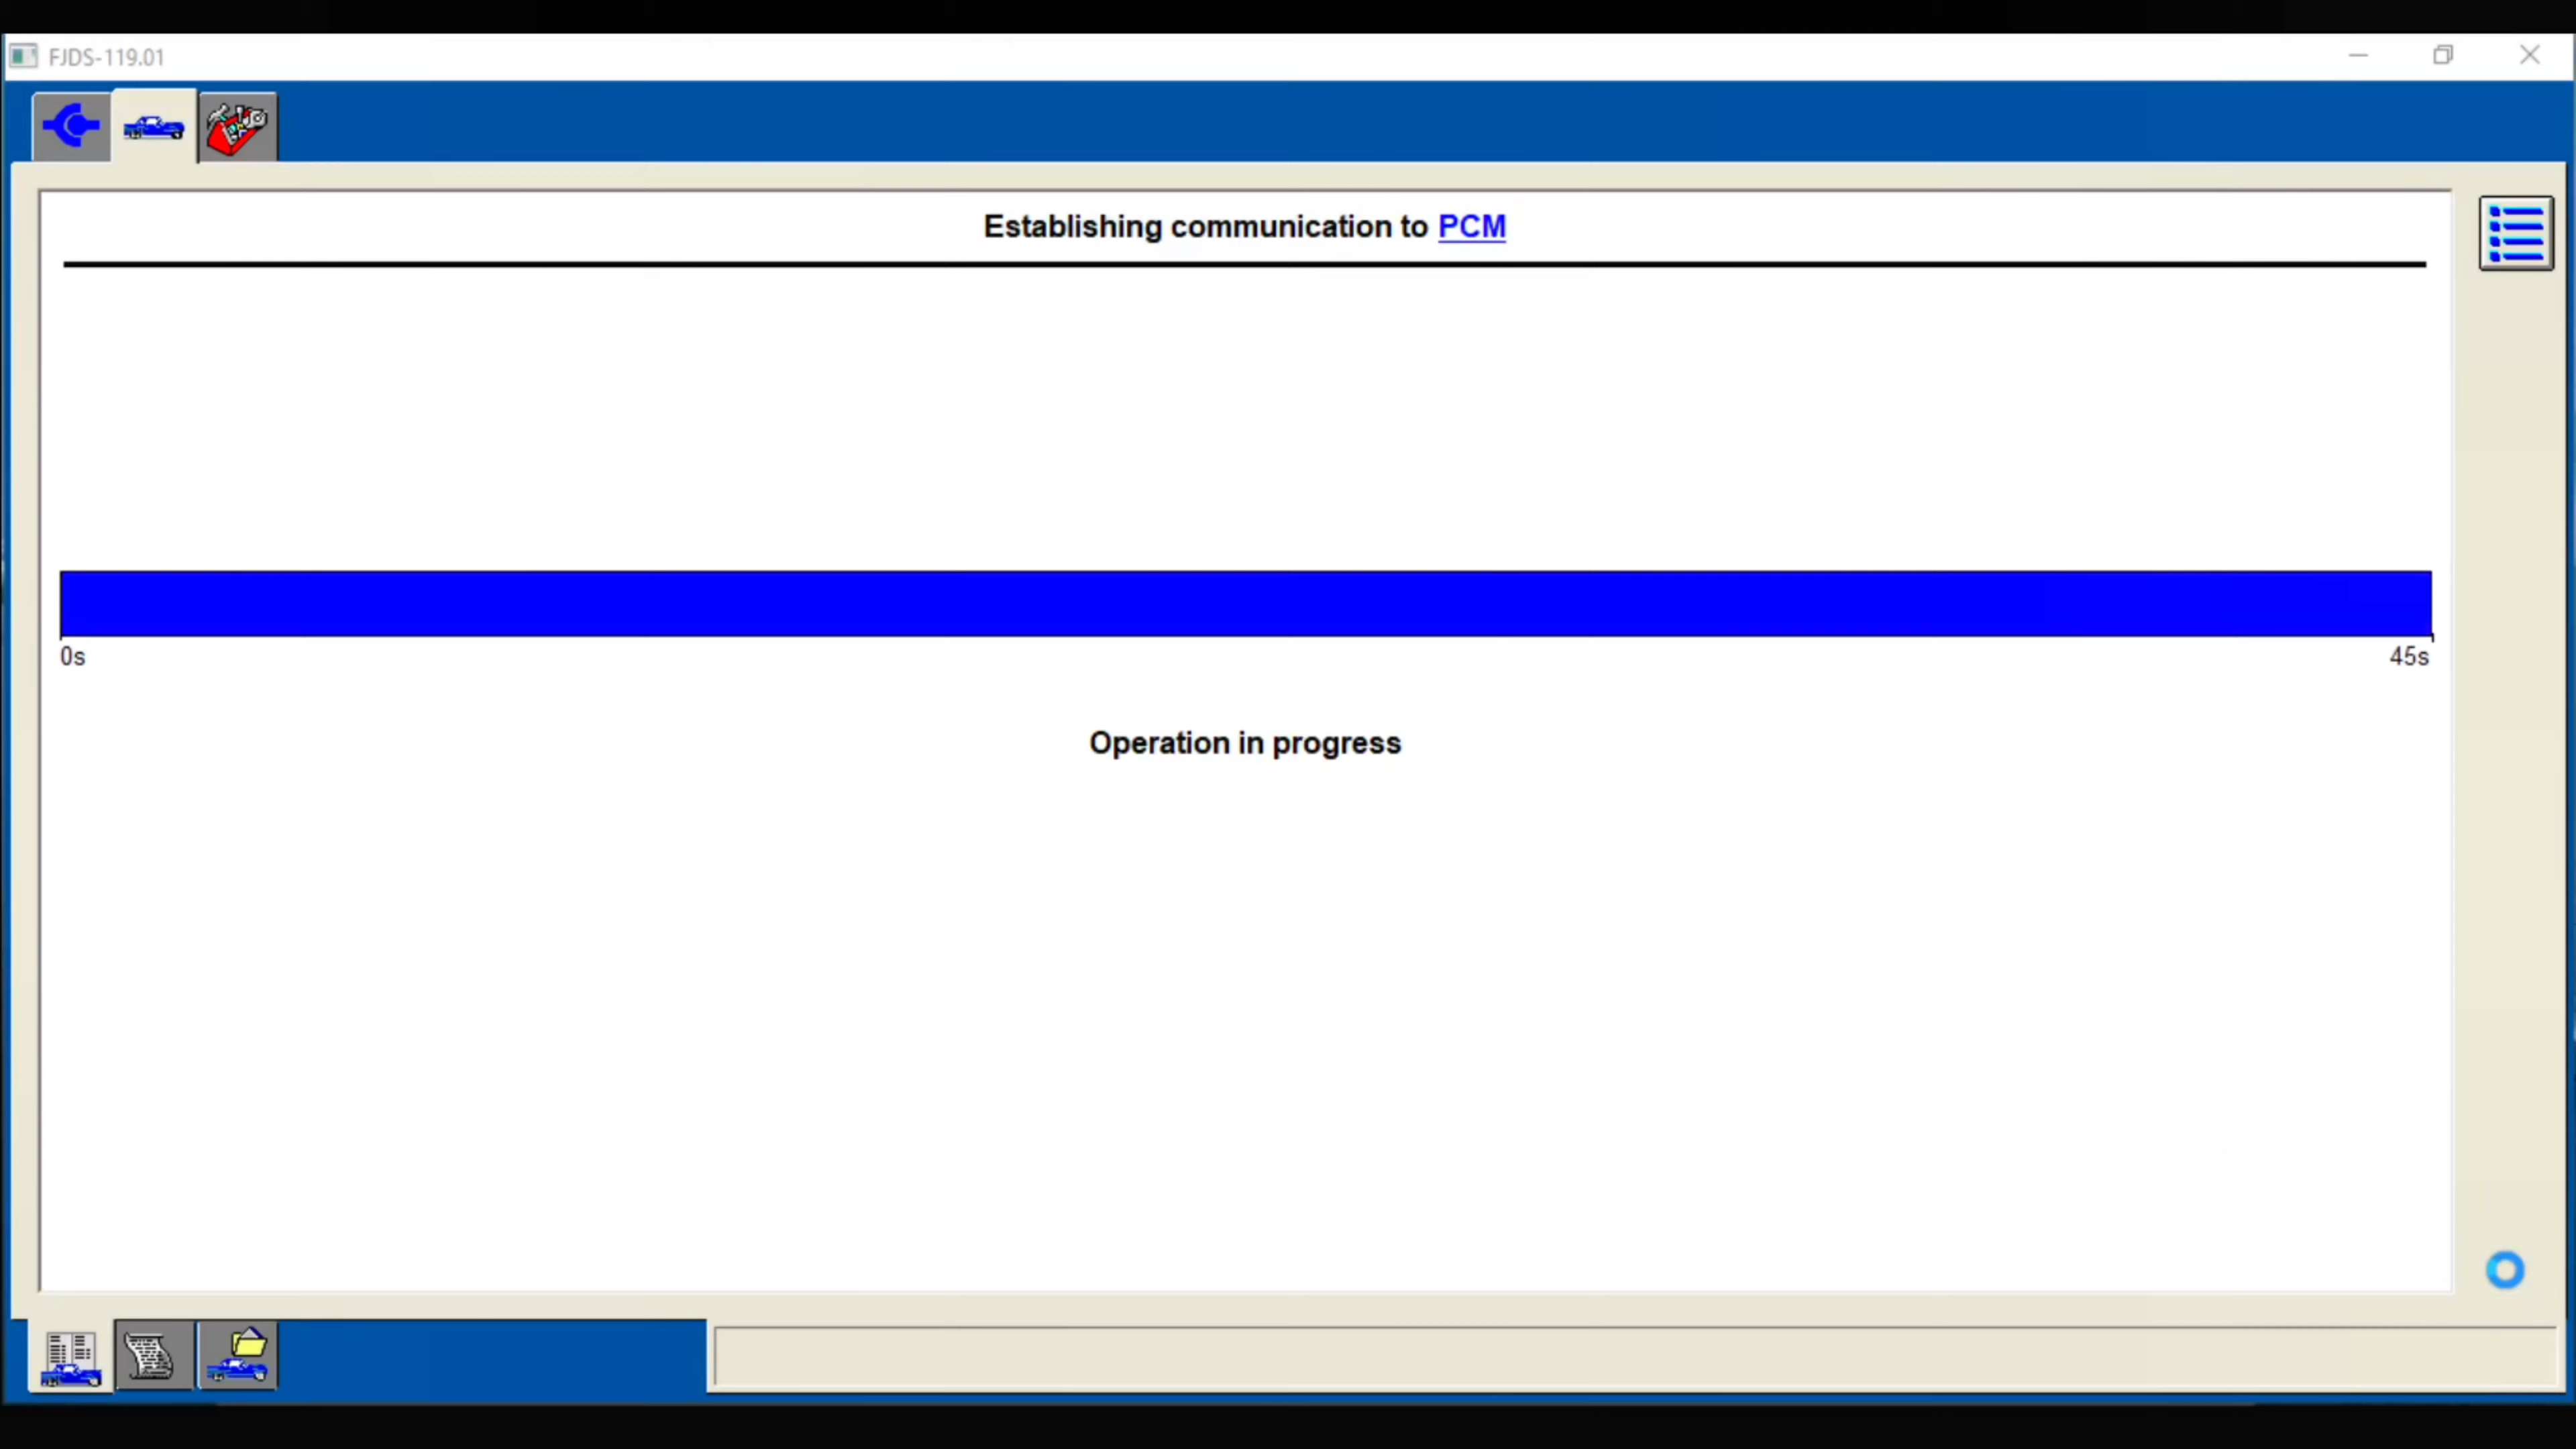 FJDS-119.01
Establishing communication to PCM
0s
45s
Operation in progress